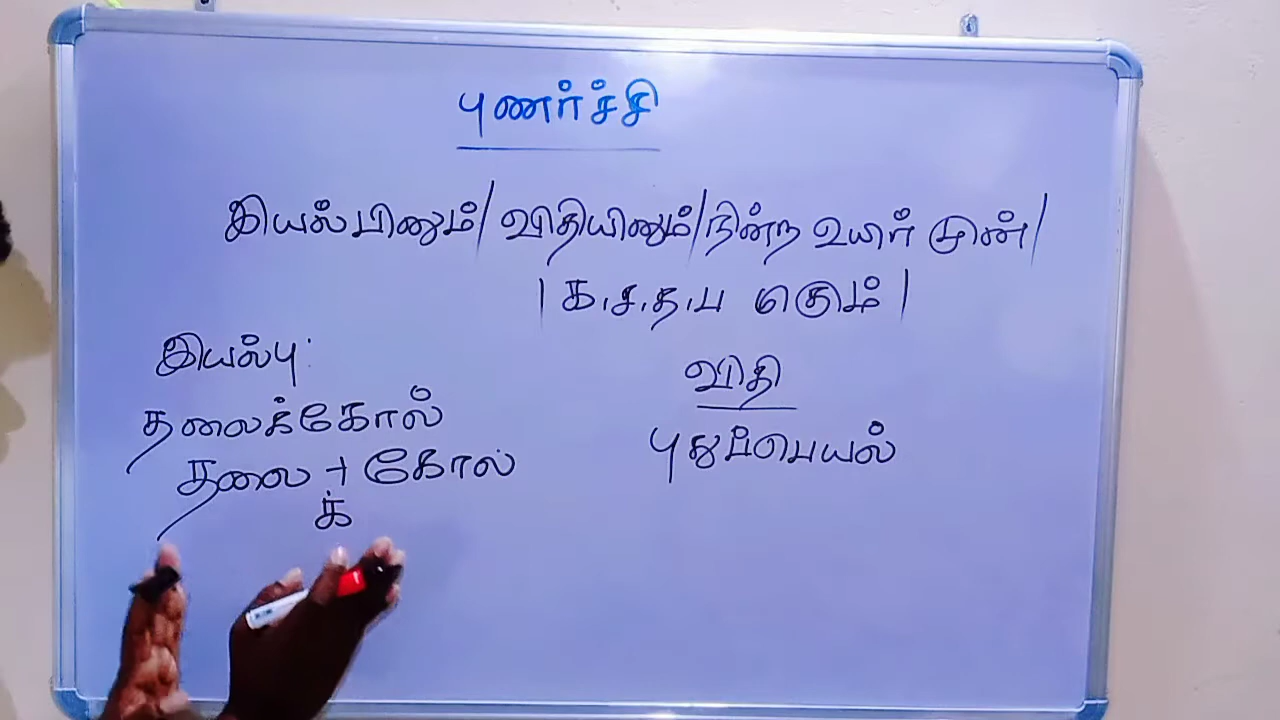 புணர்ச்சி
இயல்பினும்/ விதியினும்/ நின்ற உயிர் முன்/
| க.ச.த.ப மிகும் |
இயல்பு:
தலைக்கோல்
தலை + கோல்
க்
விதி
புதுப்பெயல்